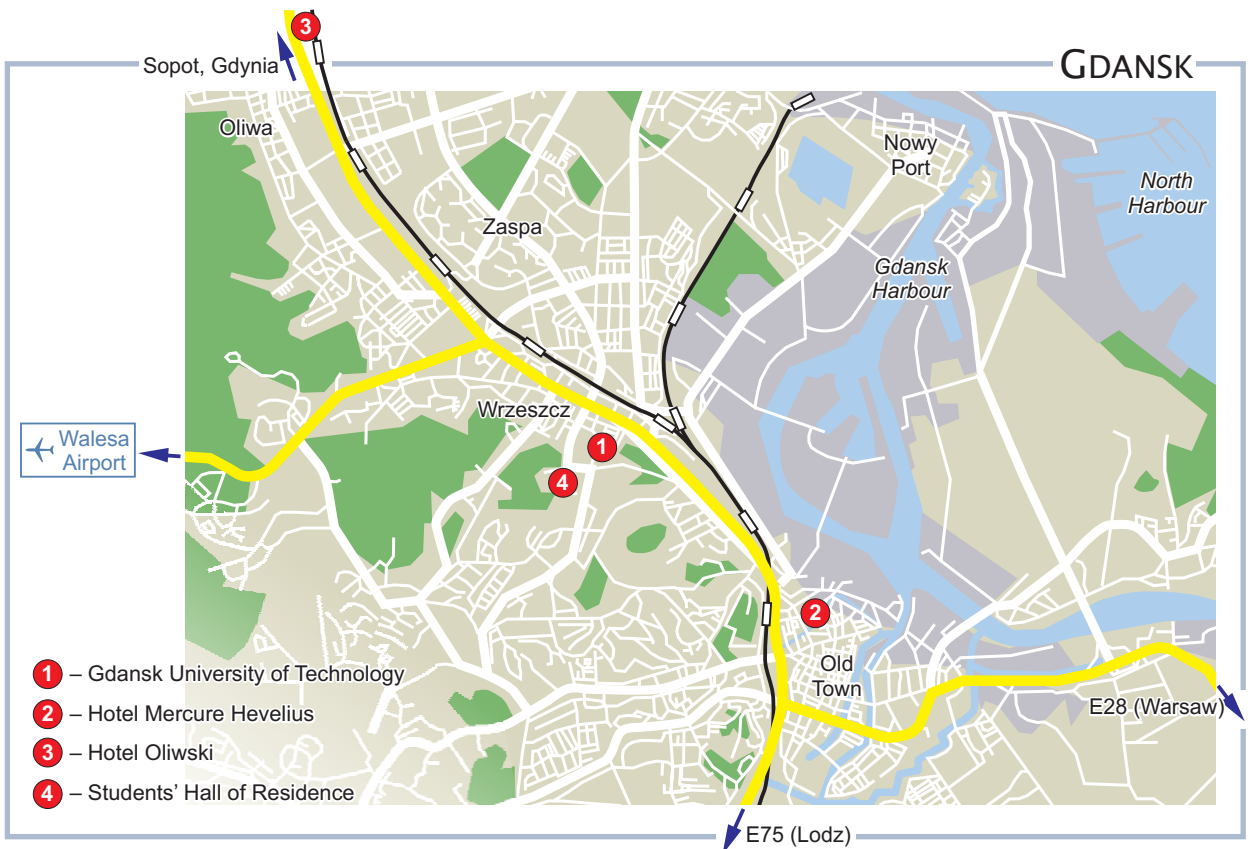 3
Sopot, Gdynia
GDANSK
Oliwa
Nowy
Port
North
Harbour
Zaspa
Gdansk
Harbour
Wrzeszcz
Walesa
Airport
1
4
2
Old
Town
E28 (Warsaw)
1 – Gdansk University of Technology
2 – Hotel Mercure Hevelius
3 – Hotel Oliwski
4 – Students' Hall of Residence
E75 (Lodz)